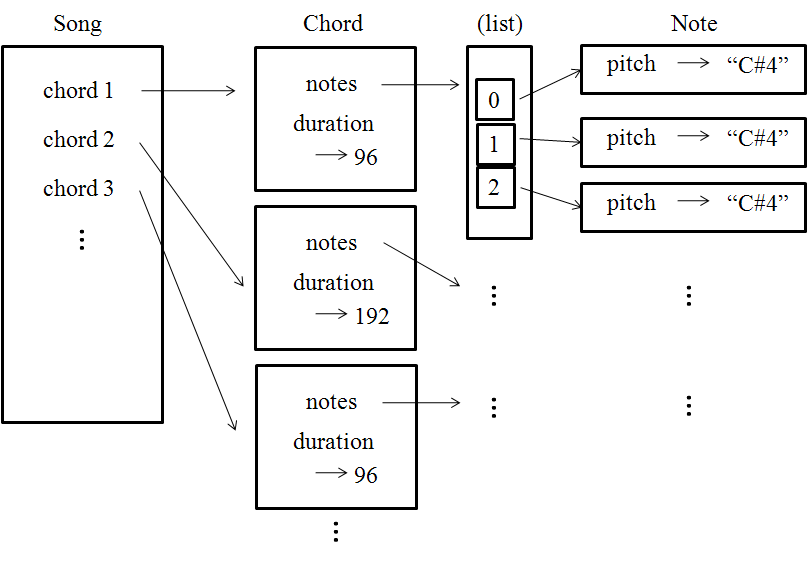 Song
Chord
(list)
Note
chord 1
chord 2
chord 3
notes
duration
96
notes
duration
192
notes
duration
96
0
1
2
pitch "C#4"
pitch "C#4"
pitch "C#4"